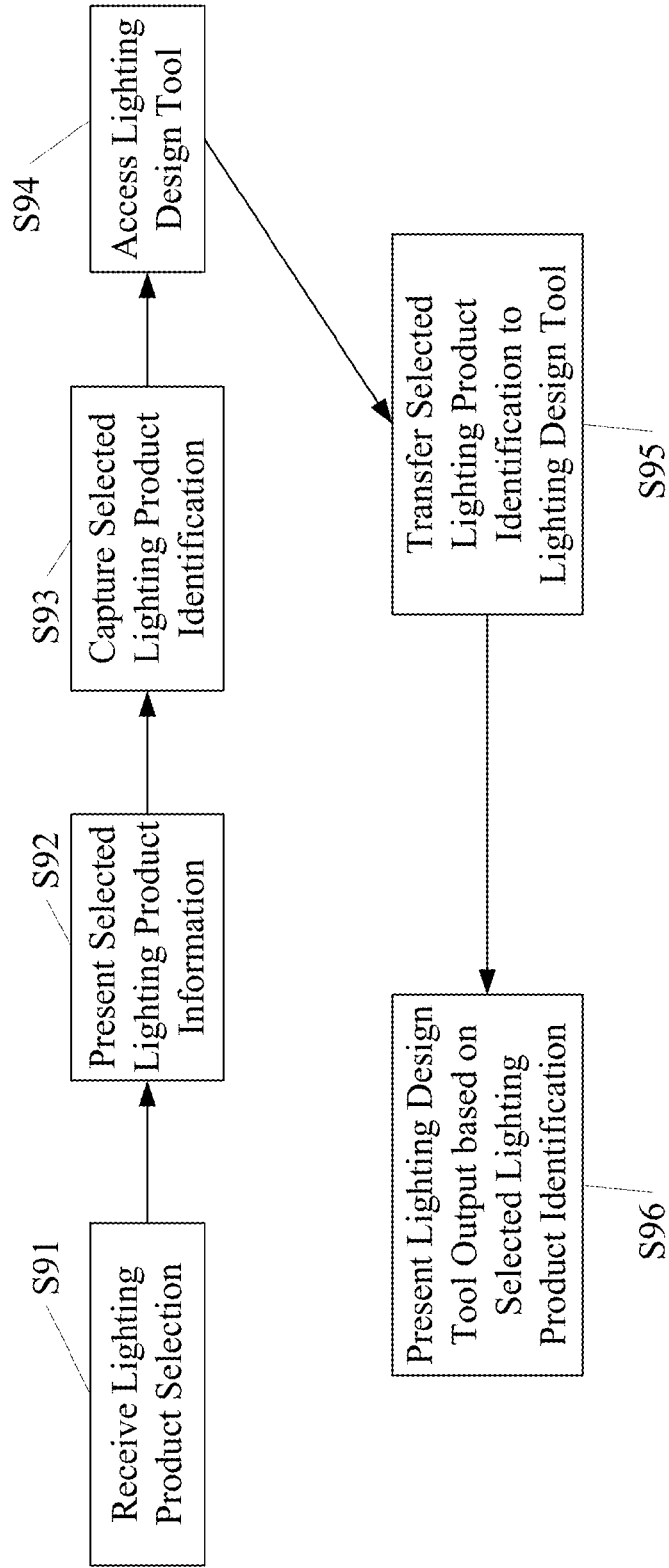 S91
Receive Lighting
Product Selection
S92
Present Selected
Lighting Product
Information
S93
Capture Selected
Lighting Product
Identification
S94
Access Lighting
Design Tool
Transfer Selected
Lighting Product
Identification to
Lighting Design Tool
S95
Present Lighting Design
Tool Output based on
Selected Lighting
Product Identification
S96